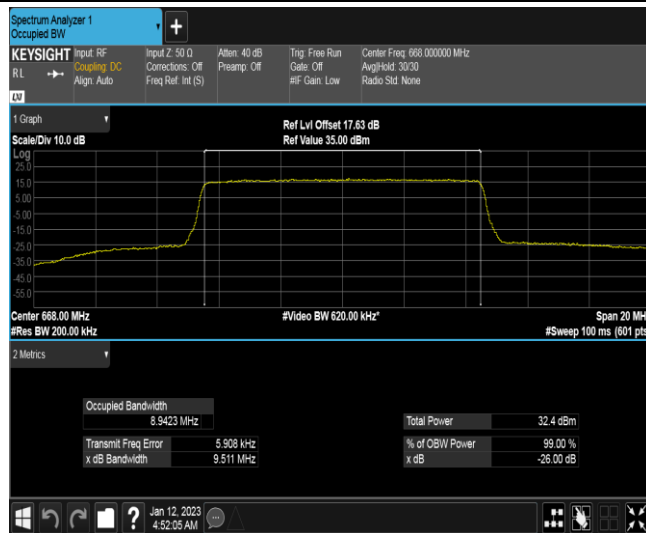 Spectrum Analyzer 1
Occupied BW
+
KEYSIGHT
RL
Input: RF
Coupling: DC
Align: Auto
Input Z: 50 Ω
Corrections: Off
Freq Ref: Int (S)
Atten: 40 dB
Preamp: Off
Trig: Free Run
Gate: Off
#IF Gain: Low
Center Freq: 668.000000 MHz
Avg|Hold: 30/30
Radio Std: None
1 Graph
Scale/Div 10.0 dB
Ref Lvl Offset 17.63 dB
Ref Value 35.00 dBm
Log
25.0
15.0
5.00
-5.00
-15.0
-25.0
-35.0
-45.0
-55.0
Center 668.00 MHz
#Video BW 620.00 kHz*
Span 20 MH
#Res BW 200.00 kHz
#Sweep 100 ms (601 pts
2 Metrics
Occupied Bandwidth
8.9423 MHz
Total Power 32.4 dBm
Transmit Freq Error 5.908 kHz
% of OBW Power 99.00 %
x dB Bandwidth 9.511 MHz
x dB -26.00 dB
?
Jan 12, 2023
4:52:05 AM